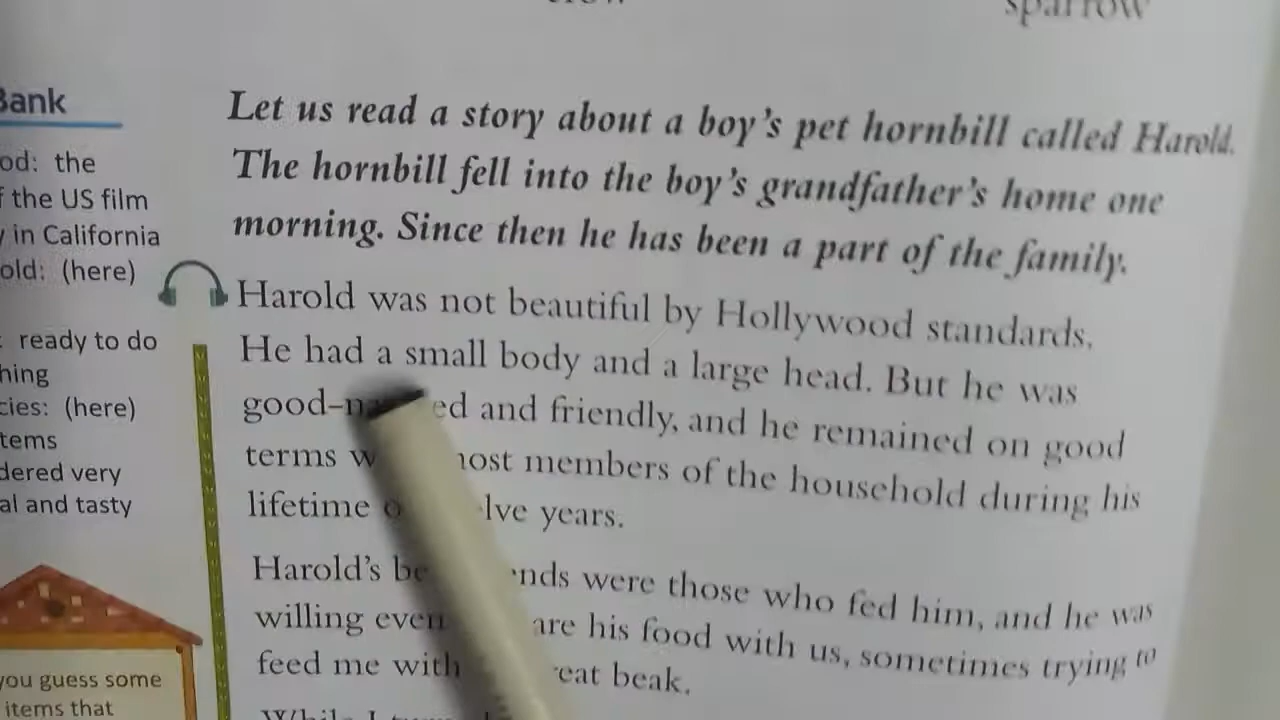 sparrow
Bank
od: the
f the US film
y in California
old: (here)
: ready to do
hing
cies: (here)
tems
dered very
al and tasty
you guess some
items that
Let us read a story about a boy's pet hornbill called Harold.
The hornbill fell into the boy's grandfather's home one
morning. Since then he has been a part of the family.
Harold was not beautiful by Hollywood standards.
He had a small body and a large head. But he was
good-na ed and friendly, and he remained on good
terms w most members of the household during his
lifetime o lve years.
Harold's be ends were those who fed him, and he was
willing even are his food with us, sometimes trying to
feed me with reat beak.
While I